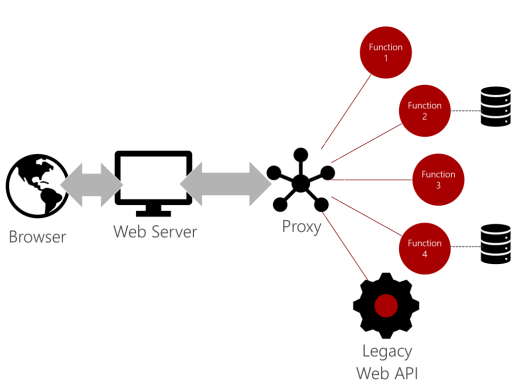 Function
1
Function
2
Function
3
Function
4
Browser
Web Server
Proxy
Legacy
Web API